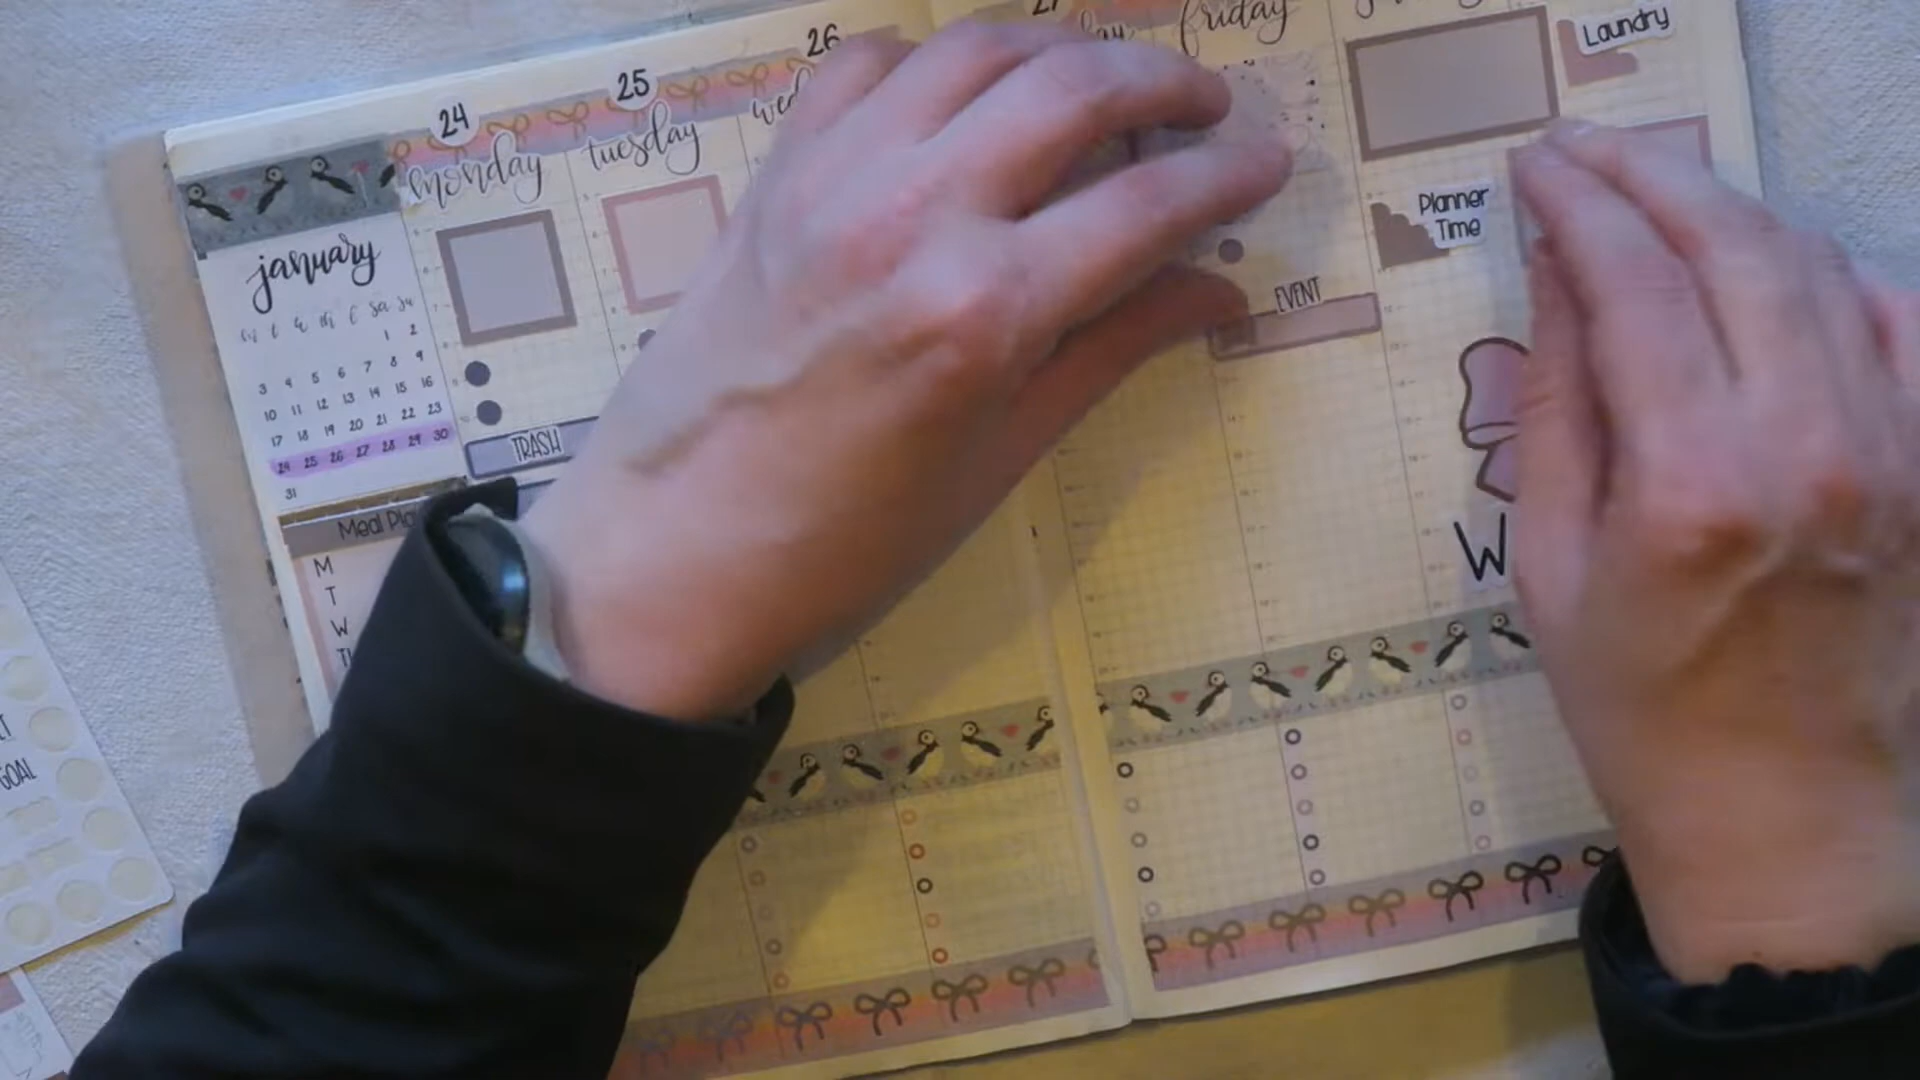 24
25
26
27
monday
tuesday
friday
Laundry
january
Sa Su
1 2
3 4 5 6 7 8 9
10 11 12 13 14 15 16
17 18 19 20 21 22 23
24 25 26 27 28 29 30
31
Planner
Time
EVENT
TRASH
Meal
M
T
W
W
GOAL